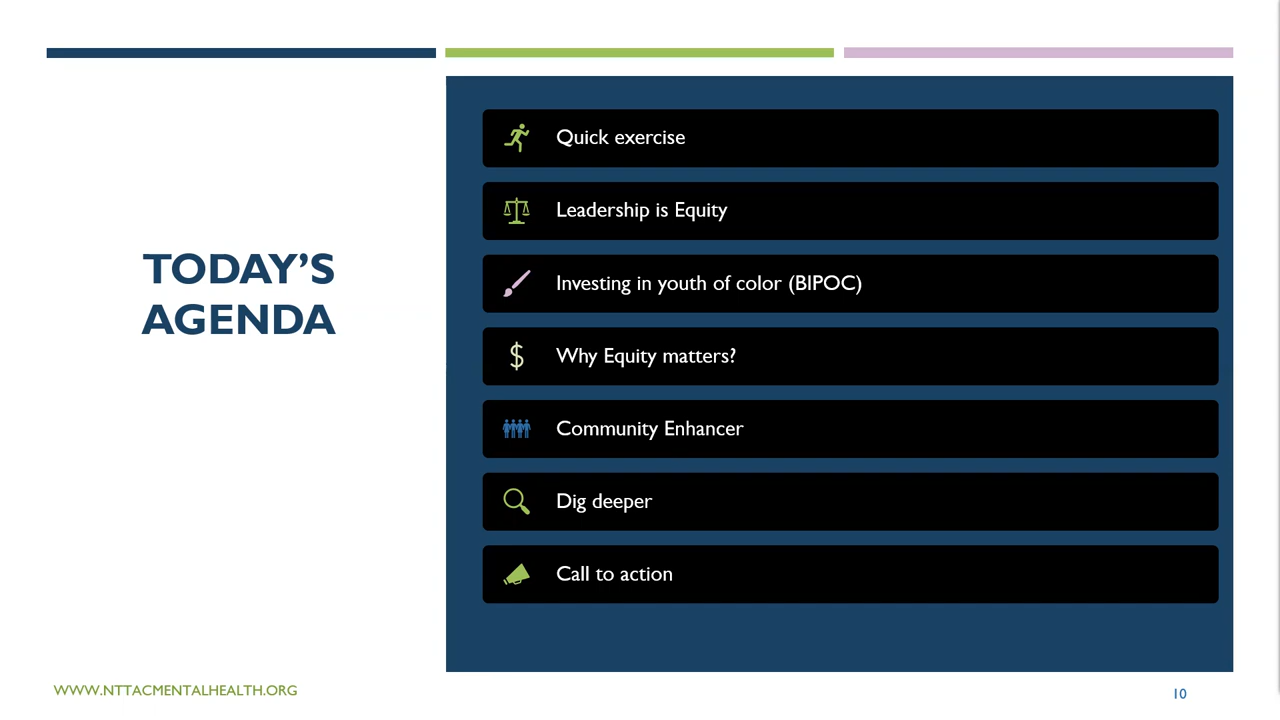 TODAY’S
AGENDA
Quick exercise
Leadership is Equity
Investing in youth of color (BIPOC)
Why Equity matters?
Community Enhancer
Dig deeper
Call to action
WWW.NTTACMENTALHEALTH.ORG
10